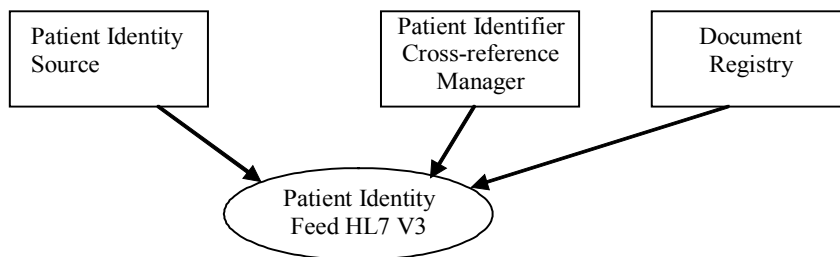 Patient Identity
Source
Patient Identifier
Cross-reference
Manager
Document
Registry
Patient Identity
Feed HL7 V3